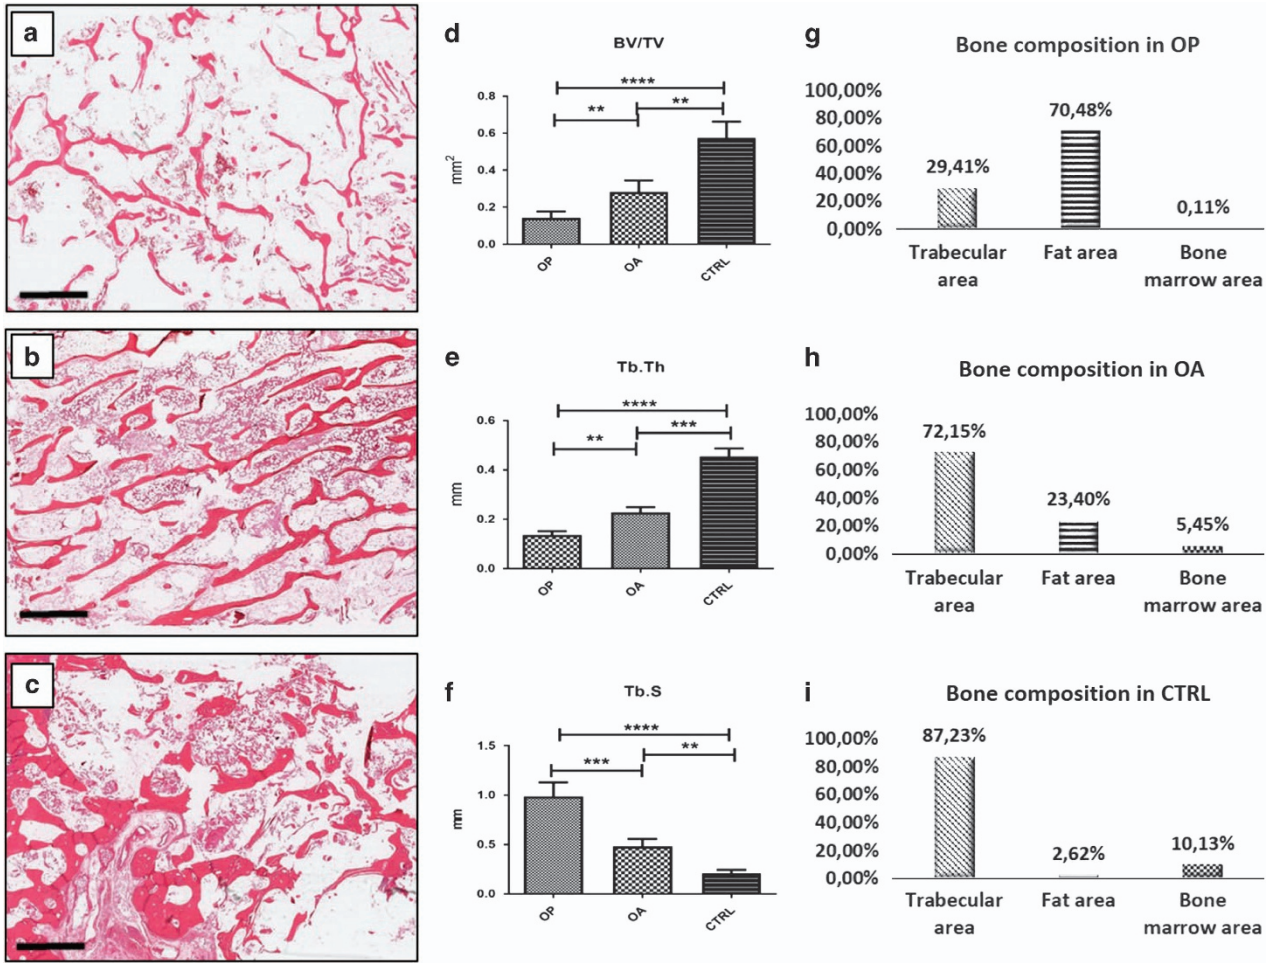 a
b
c
d
BV/TV
****
**
**
0.8
0.6
0.4
0.2
0.0
mm²
OP
OA
CTRL
e
Tb.Th
****
**
***
0.6
0.4
0.2
0.0
mm
OP
OA
CTRL
f
Tb.S
****
***
**
1.5
1.0
0.5
0.0
mm
OP
OA
CTRL
g
Bone composition in OP
100,00%
80,00%
60,00%
40,00%
20,00%
0,00%
29,41%
70,48%
0,11%
Trabecular
area
Fat area
Bone
marrow area
h
Bone composition in OA
100,00%
80,00%
60,00%
40,00%
20,00%
0,00%
72,15%
23,40%
5,45%
Trabecular
area
Fat area
Bone
marrow area
i
Bone composition in CTRL
100,00%
80,00%
60,00%
40,00%
20,00%
0,00%
87,23%
2,62%
10,13%
Trabecular
area
Fat area
Bone
marrow area